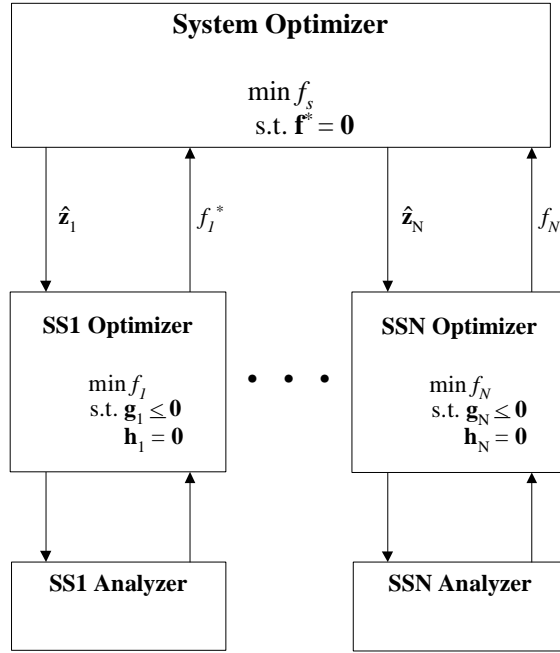 System Optimizer
min f_s
s.t. f* = 0
ẑ_1
f_1*
ẑ_N
f_N
SS1 Optimizer
SSN Optimizer
min f_1
s.t. g_1 ≤ 0
h_1 = 0
. . .
min f_N
s.t. g_N ≤ 0
h_N = 0
SS1 Analyzer
SSN Analyzer